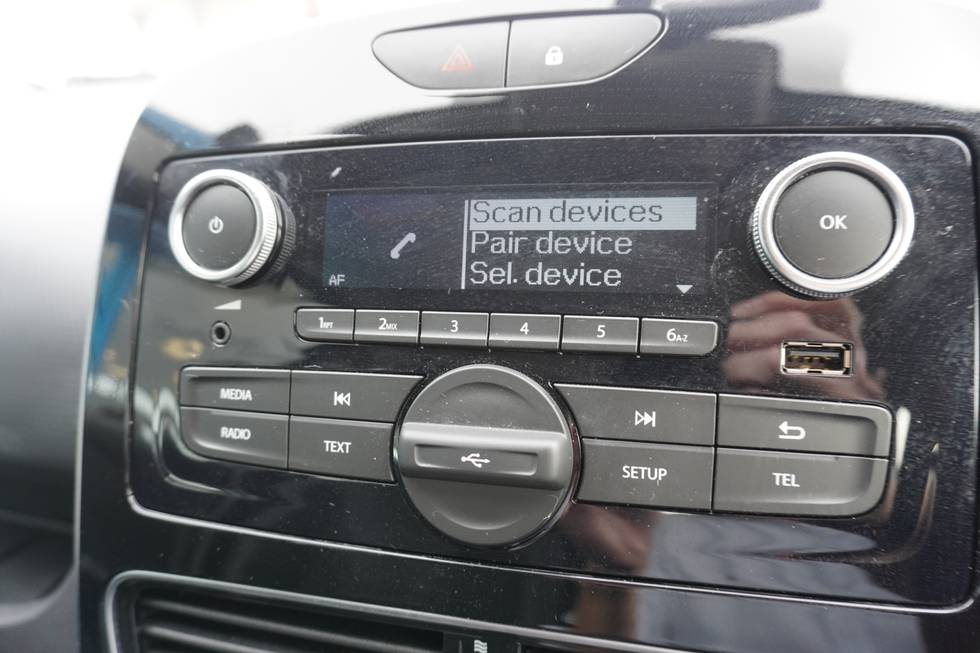 Scan devices
Pair device
Sel. device
AF
OK
1RPT
2MIX
3
4
5
6A-Z
MEDIA
RADIO
TEXT
SETUP
TEL